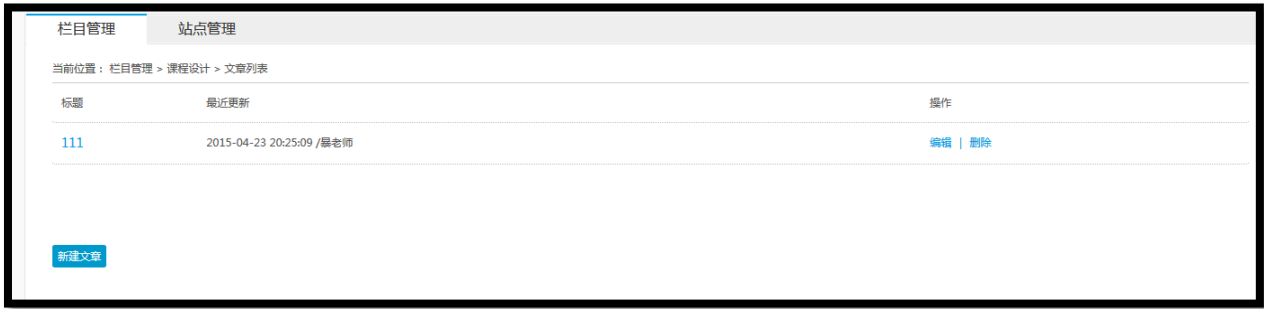 栏目管理 站点管理
当前位置： 栏目管理 > 课程设计 > 文章列表
标题 最近更新 操作
111 2015-04-23 20:25:09 /暴老师 编辑 | 删除
新建文章